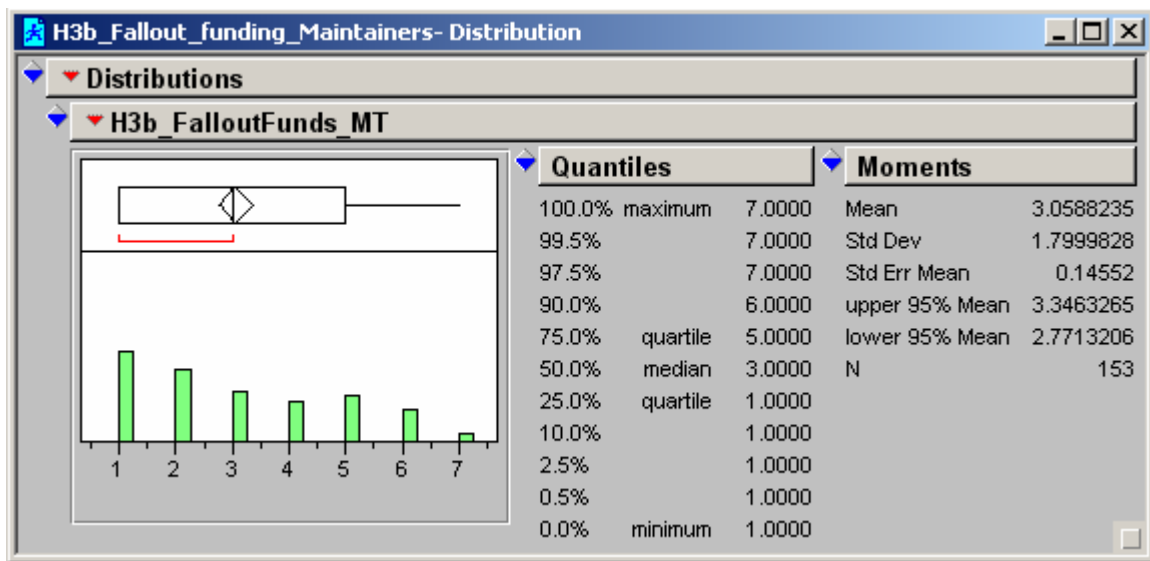 H3b_Fallout_funding_Maintainers- Distribution
Distributions
H3b_FalloutFunds_MT
1 2 3 4 5 6 7
Quantiles
100.0% maximum 7.0000
99.5% 7.0000
97.5% 7.0000
90.0% 6.0000
75.0% quartile 5.0000
50.0% median 3.0000
25.0% quartile 1.0000
10.0% 1.0000
2.5% 1.0000
0.5% 1.0000
0.0% minimum 1.0000
Moments
Mean 3.0588235
Std Dev 1.7999828
Std Err Mean 0.14552
upper 95% Mean 3.3463265
lower 95% Mean 2.7713206
N 153